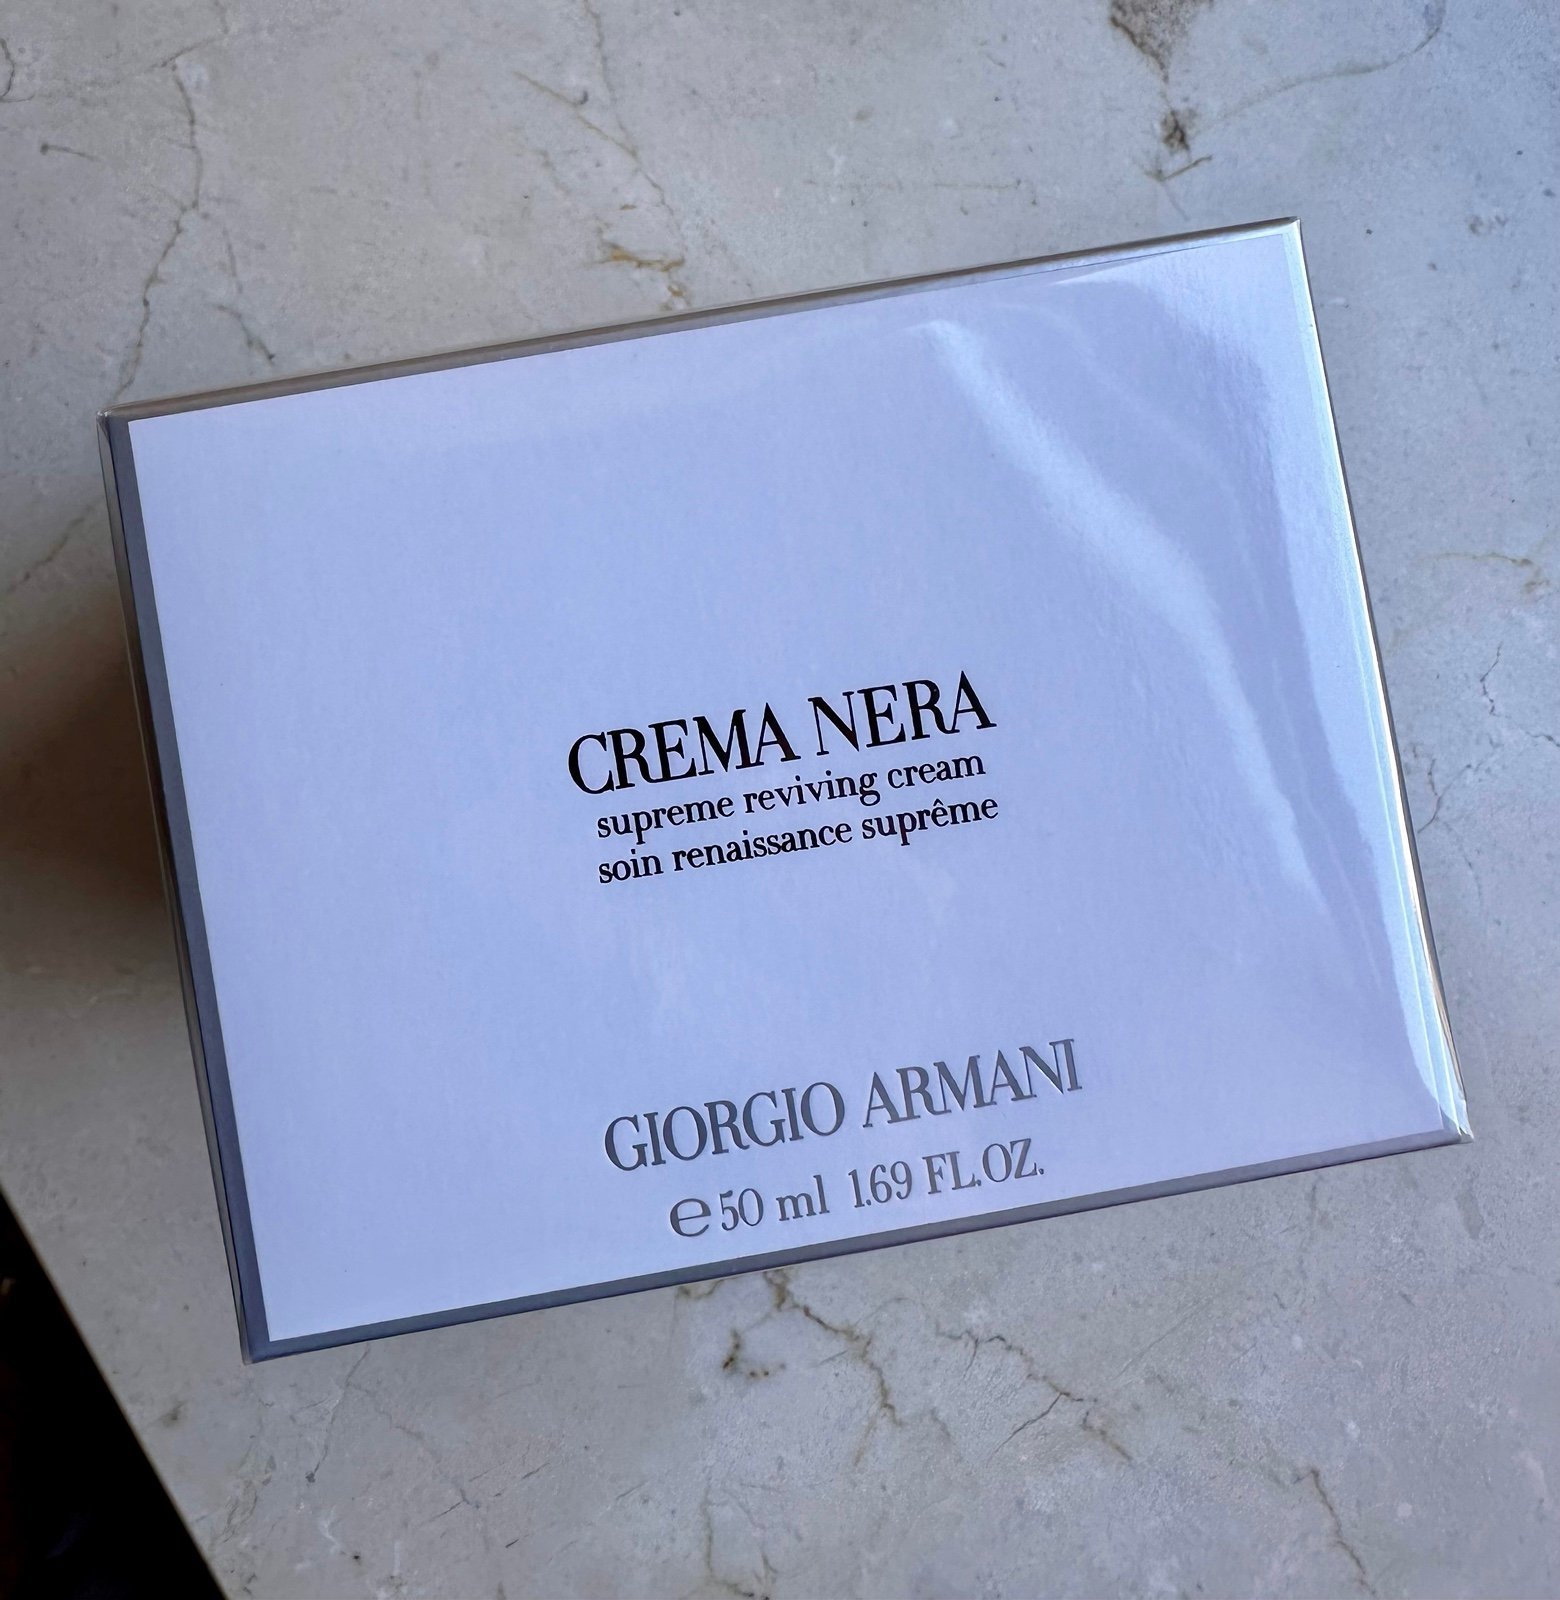 CREMA NERA
supreme reviving cream
soin renaissance suprême
GIORGIO ARMANI
℮ 50 ml 1.69 FL.OZ.